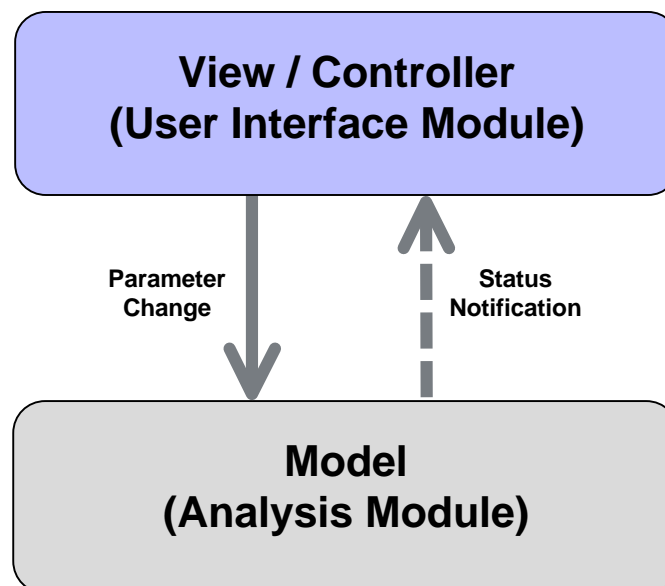 View / Controller
(User Interface Module)
Parameter
Change
Status
Notification
Model
(Analysis Module)